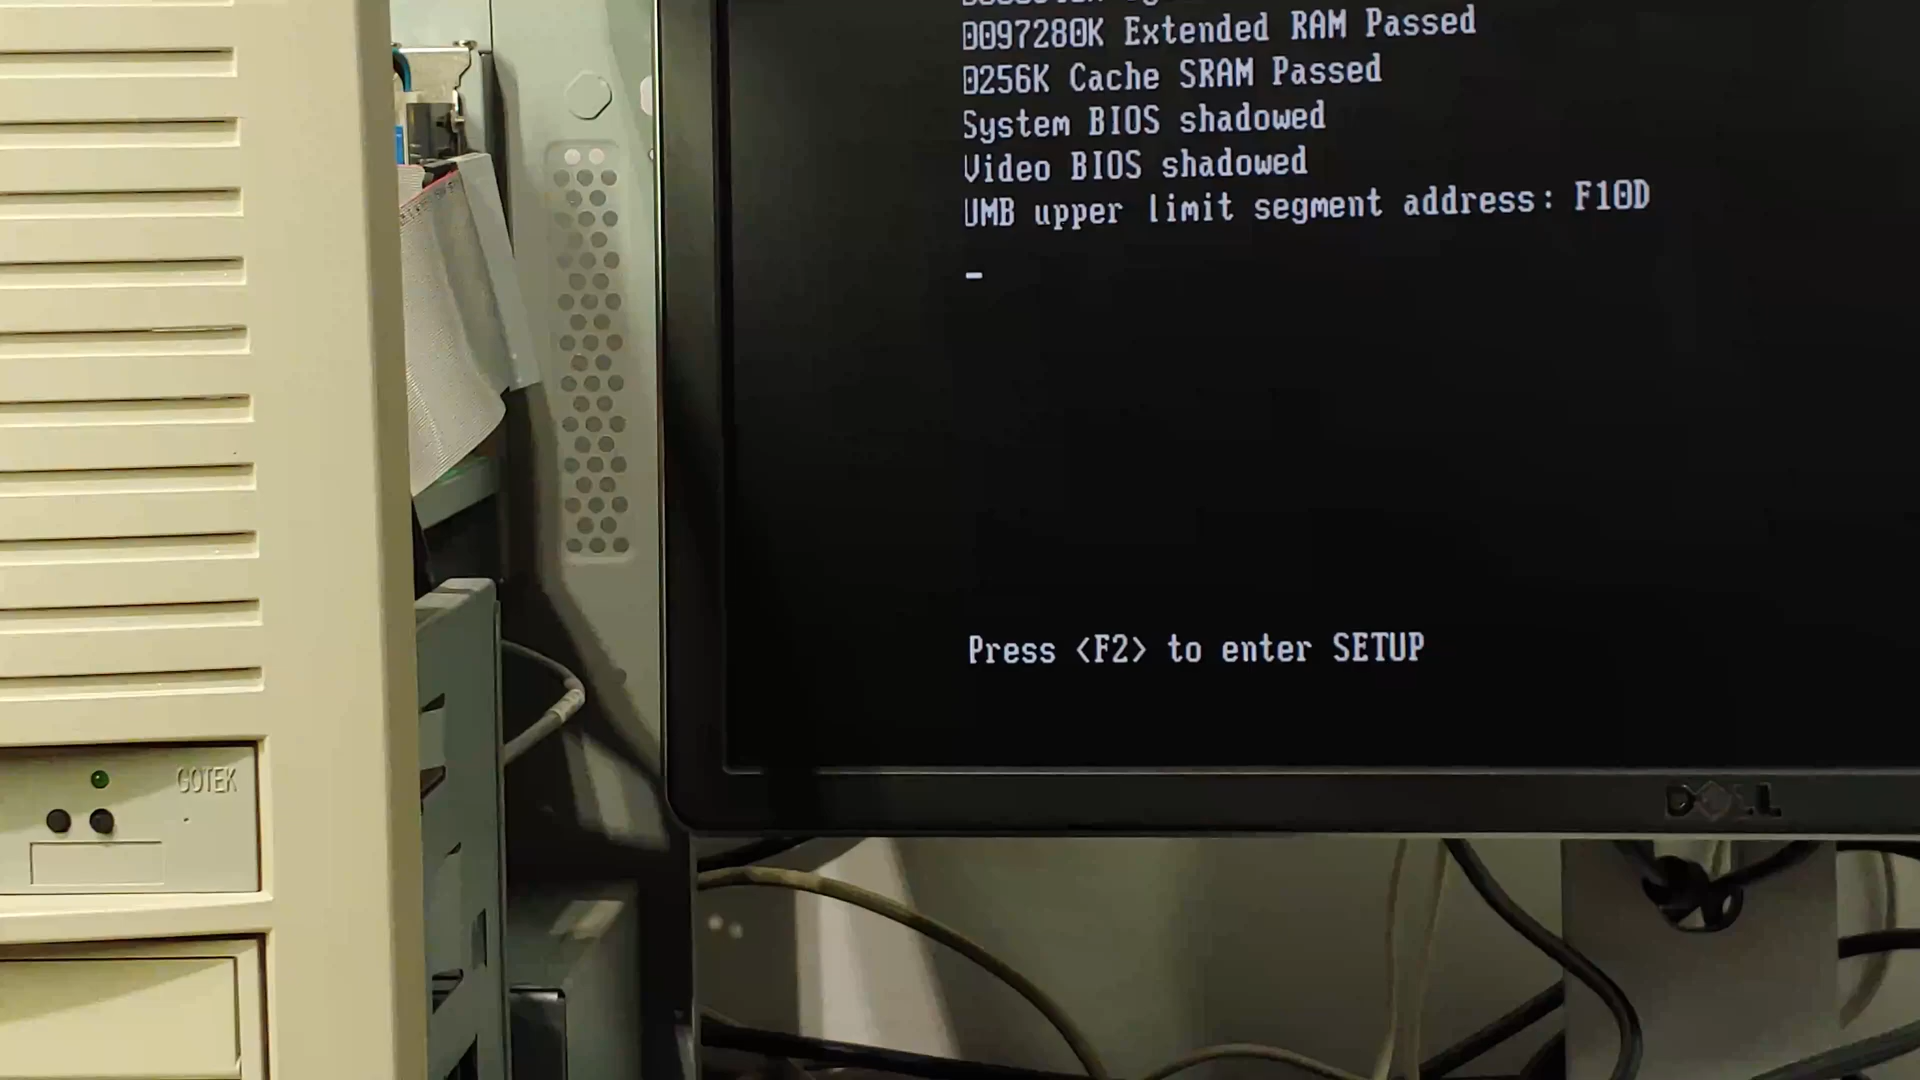 0097280K Extended RAM Passed
0256K Cache SRAM Passed
System BIOS shadowed
Video BIOS shadowed
UMB upper limit segment address: F10D
Press <F2> to enter SETUP
GOTEK
DELL